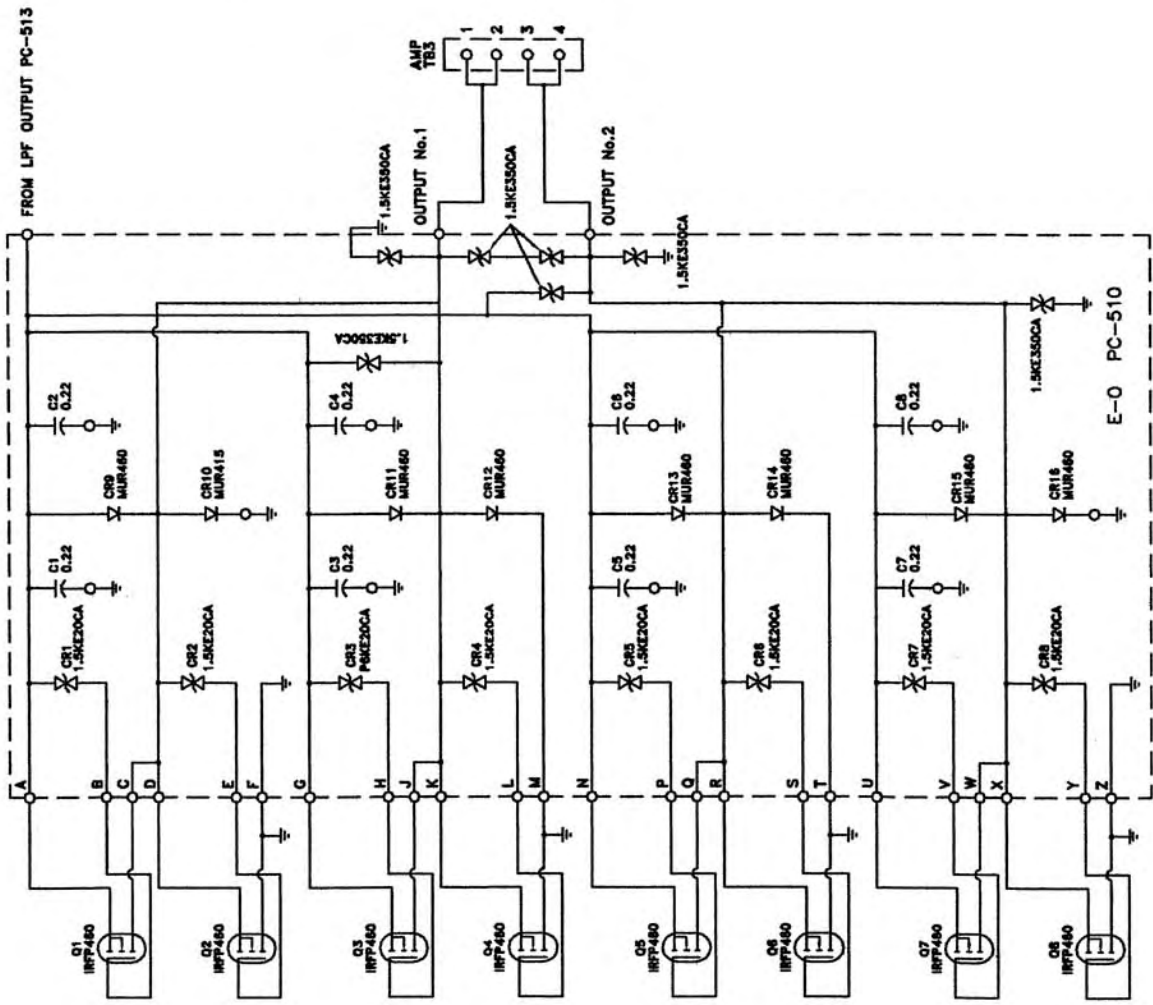 FROM LPF OUTPUT PC-513
AMP
TB3
1
2
3
4
1.5KE350CA
OUTPUT No.1
1.5KE350CA
OUTPUT No.2
1.5KE350CA
1.5KE350CA
1.5KE350CA
E-O PC-510
C2
0.22
C4
0.22
C6
0.22
C8
0.22
CR9
MUR460
CR10
MUR415
CR11
MUR460
CR12
MUR460
CR13
MUR460
CR14
MUR460
CR15
MUR460
CR16
MUR460
C1
0.22
C3
0.22
C5
0.22
C7
0.22
CR1
1.5KE20CA
CR2
1.5KE20CA
CR3
P6KE20CA
CR4
1.5KE20CA
CR5
1.5KE20CA
CR6
1.5KE20CA
CR7
1.5KE20CA
CR8
1.5KE20CA
A
B
C
D
E
F
G
H
J
K
L
M
N
P
Q
R
S
T
U
V
W
X
Y
Z
Q1
IRFP460
Q2
IRFP460
Q3
IRFP460
Q4
IRFP460
Q5
IRFP460
Q6
IRFP460
Q7
IRFP460
Q8
IRFP460